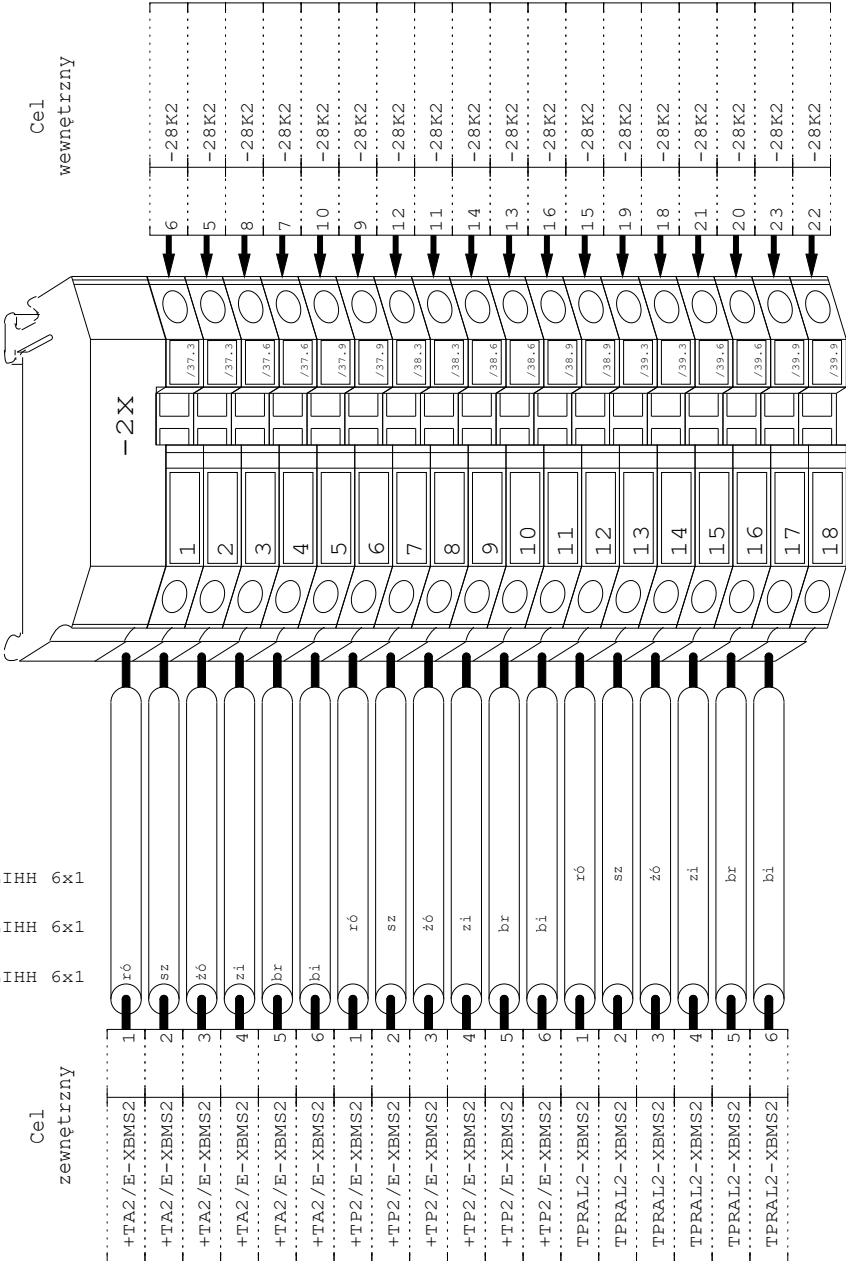 Cel
wewnętrzny
-28K2 -28K2 -28K2 -28K2 -28K2 -28K2 -28K2 -28K2 -28K2 -28K2 -28K2 -28K2 -28K2 -28K2 -28K2 -28K2 -28K2 -28K2
6 5 8 7 10 9 12 11 14 13 16 15 19 18 21 20 23 22
/37.3 /37.3 /37.6 /37.6 /37.9 /37.9 /38.3 /38.3 /38.6 /38.6 /38.9 /38.9 /39.3 /39.3 /39.6 /39.6 /39.9 /39.9
-2X
1 2 3 4 5 6 7 8 9 10 11 12 13 14 15 16 17 18
IHH 6x1 ró sz żó zi br bi
IHH 6x1 ró sz żó zi br bi
IHH 6x1 ró sz żó zi br bi
1 2 3 4 5 6 1 2 3 4 5 6 1 2 3 4 5 6
Cel
zewnętrzny
+TA2/E-XBMS2 +TA2/E-XBMS2 +TA2/E-XBMS2 +TA2/E-XBMS2 +TA2/E-XBMS2 +TA2/E-XBMS2 +TP2/E-XBMS2 +TP2/E-XBMS2 +TP2/E-XBMS2 +TP2/E-XBMS2 +TP2/E-XBMS2 +TP2/E-XBMS2 TPRAL2-XBMS2 TPRAL2-XBMS2 TPRAL2-XBMS2 TPRAL2-XBMS2 TPRAL2-XBMS2 TPRAL2-XBMS2